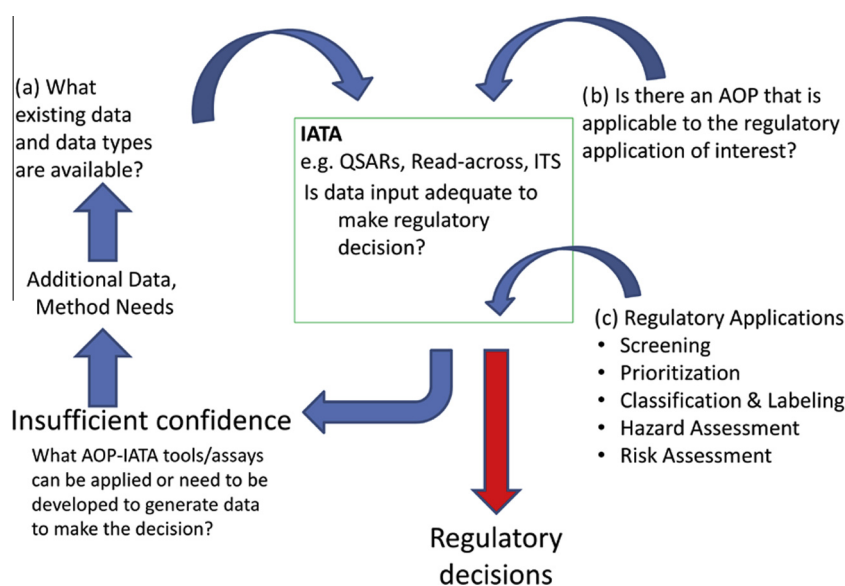 (a) What
existing data
and data types
are available?
(b) Is there an AOP that is
applicable to the regulatory
application of interest?
IATA
e.g. QSARs, Read-across, ITS
Is data input adequate to
make regulatory
decision?
Additional Data,
Method Needs
(c) Regulatory Applications
• Screening
• Prioritization
• Classification & Labeling
• Hazard Assessment
• Risk Assessment
Insufficient confidence
What AOP-IATA tools/assays
can be applied or need to be
developed to generate data
to make the decision?
Regulatory
decisions